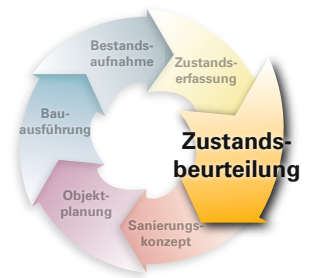 Bestands-
aufnahme
Zustands-
erfassung
Zustands-
beurteilung
Sanierungs-
konzept
Objekt-
planung
Bau-
ausführung